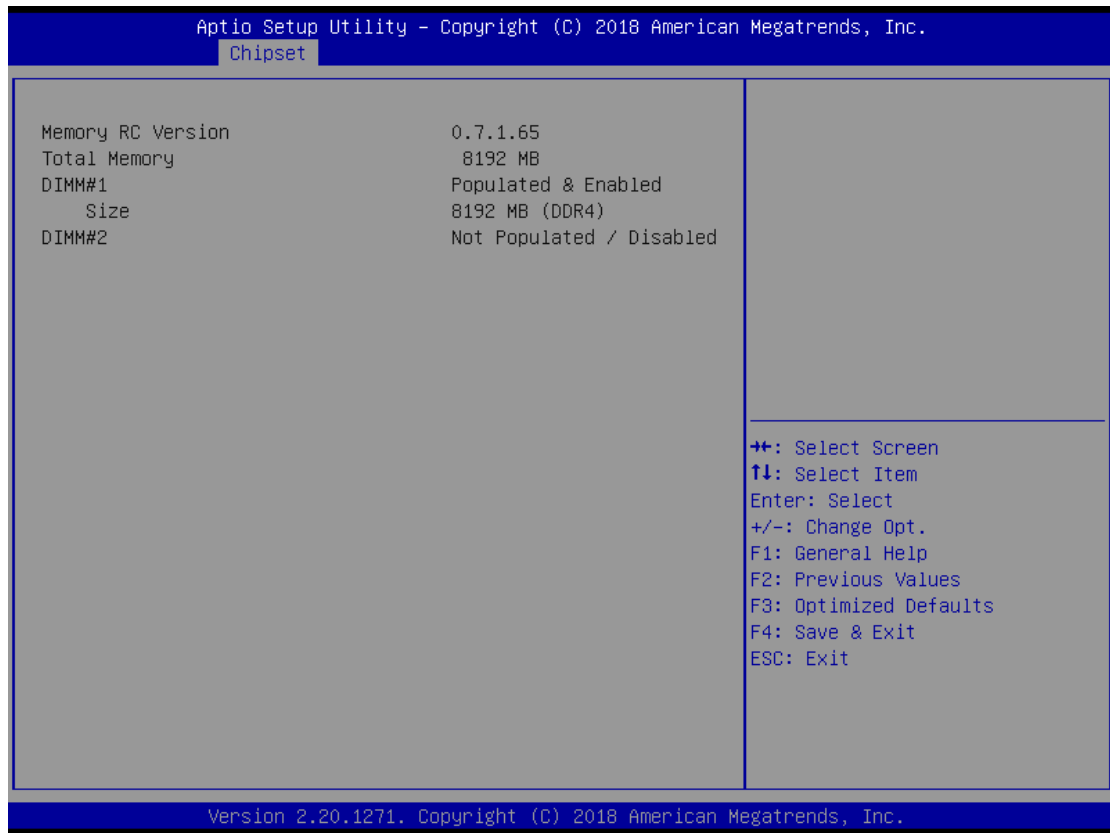 Aptio Setup Utility – Copyright (C) 2018 American Megatrends, Inc.
Chipset
Memory RC Version 0.7.1.65
Total Memory 8192 MB
DIMM#1 Populated & Enabled
Size 8192 MB (DDR4)
DIMM#2 Not Populated / Disabled
→←: Select Screen
↑↓: Select Item
Enter: Select
+/-: Change Opt.
F1: General Help
F2: Previous Values
F3: Optimized Defaults
F4: Save & Exit
ESC: Exit
Version 2.20.1271. Copyright (C) 2018 American Megatrends, Inc.